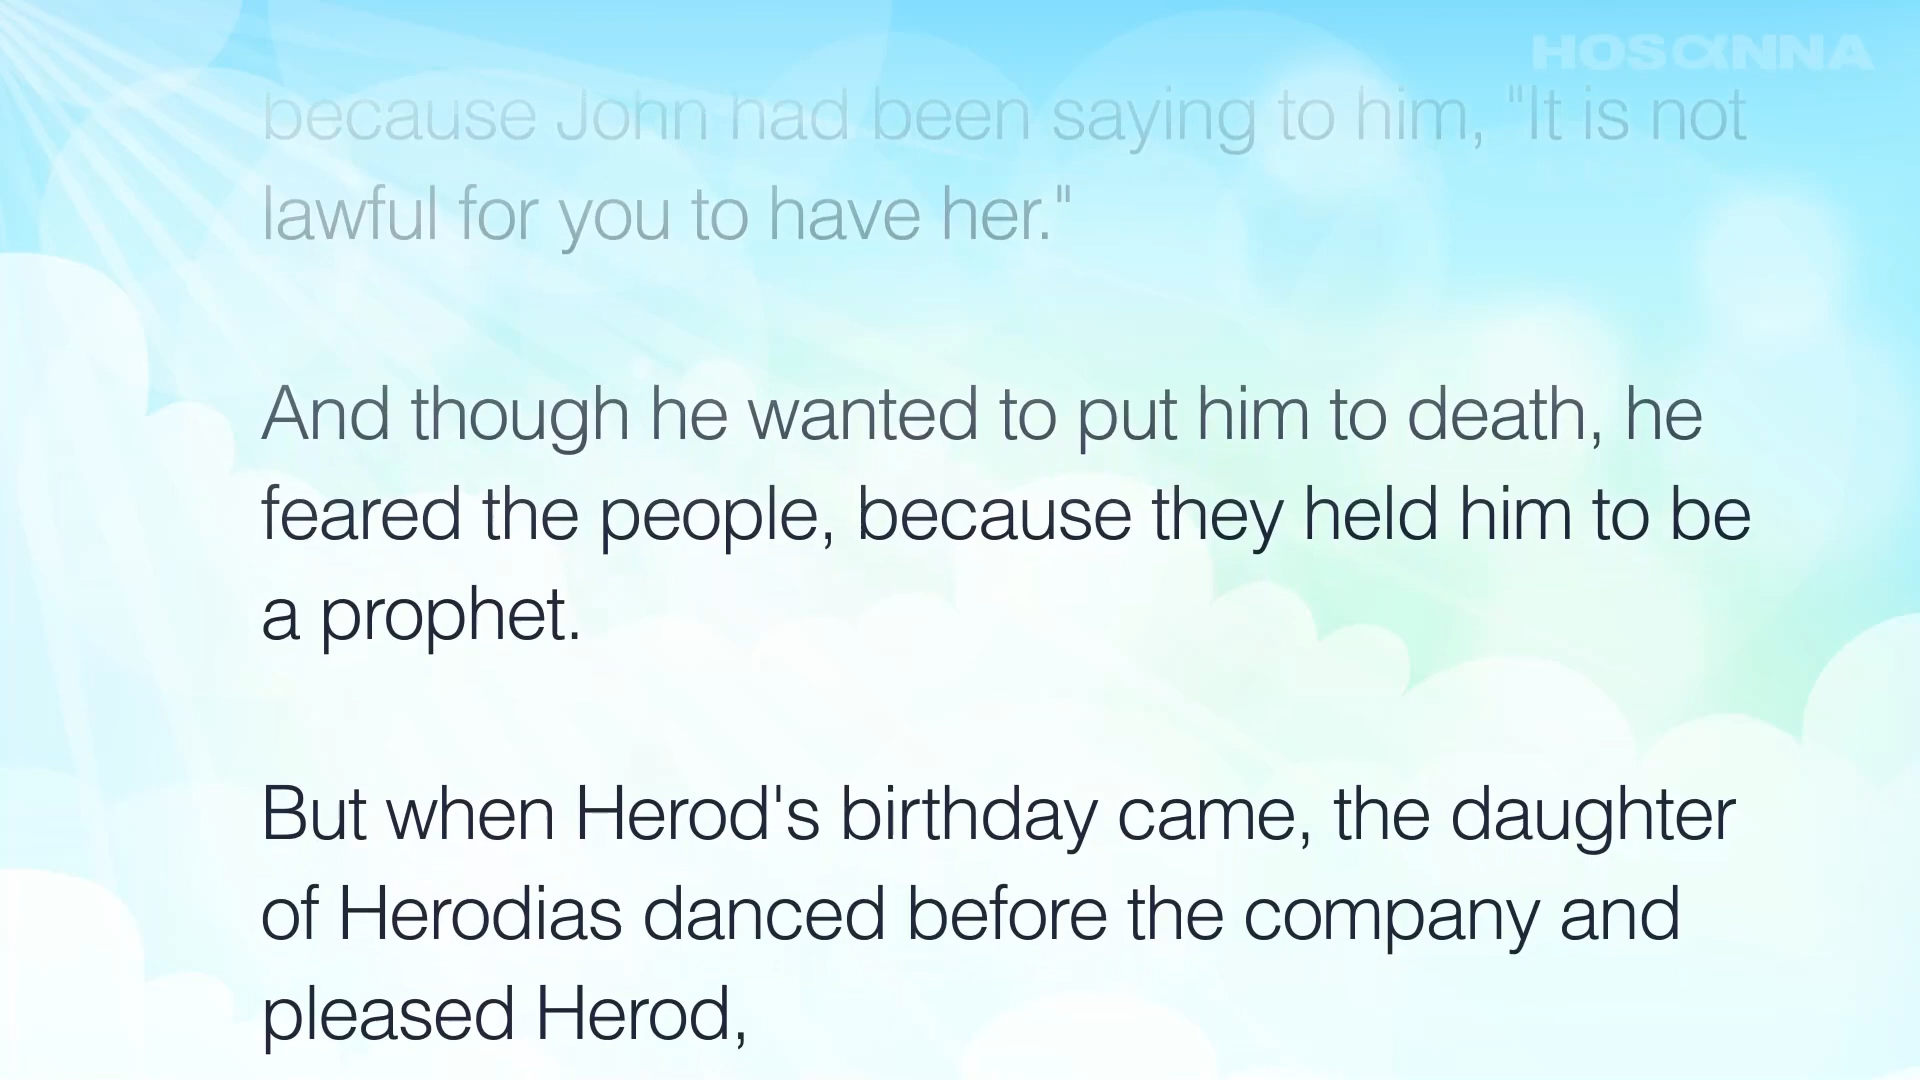 HOSANNA
because John had been saying to him, "It is not
lawful for you to have her."
And though he wanted to put him to death, he
feared the people, because they held him to be
a prophet.
But when Herod's birthday came, the daughter
of Herodias danced before the company and
pleased Herod,